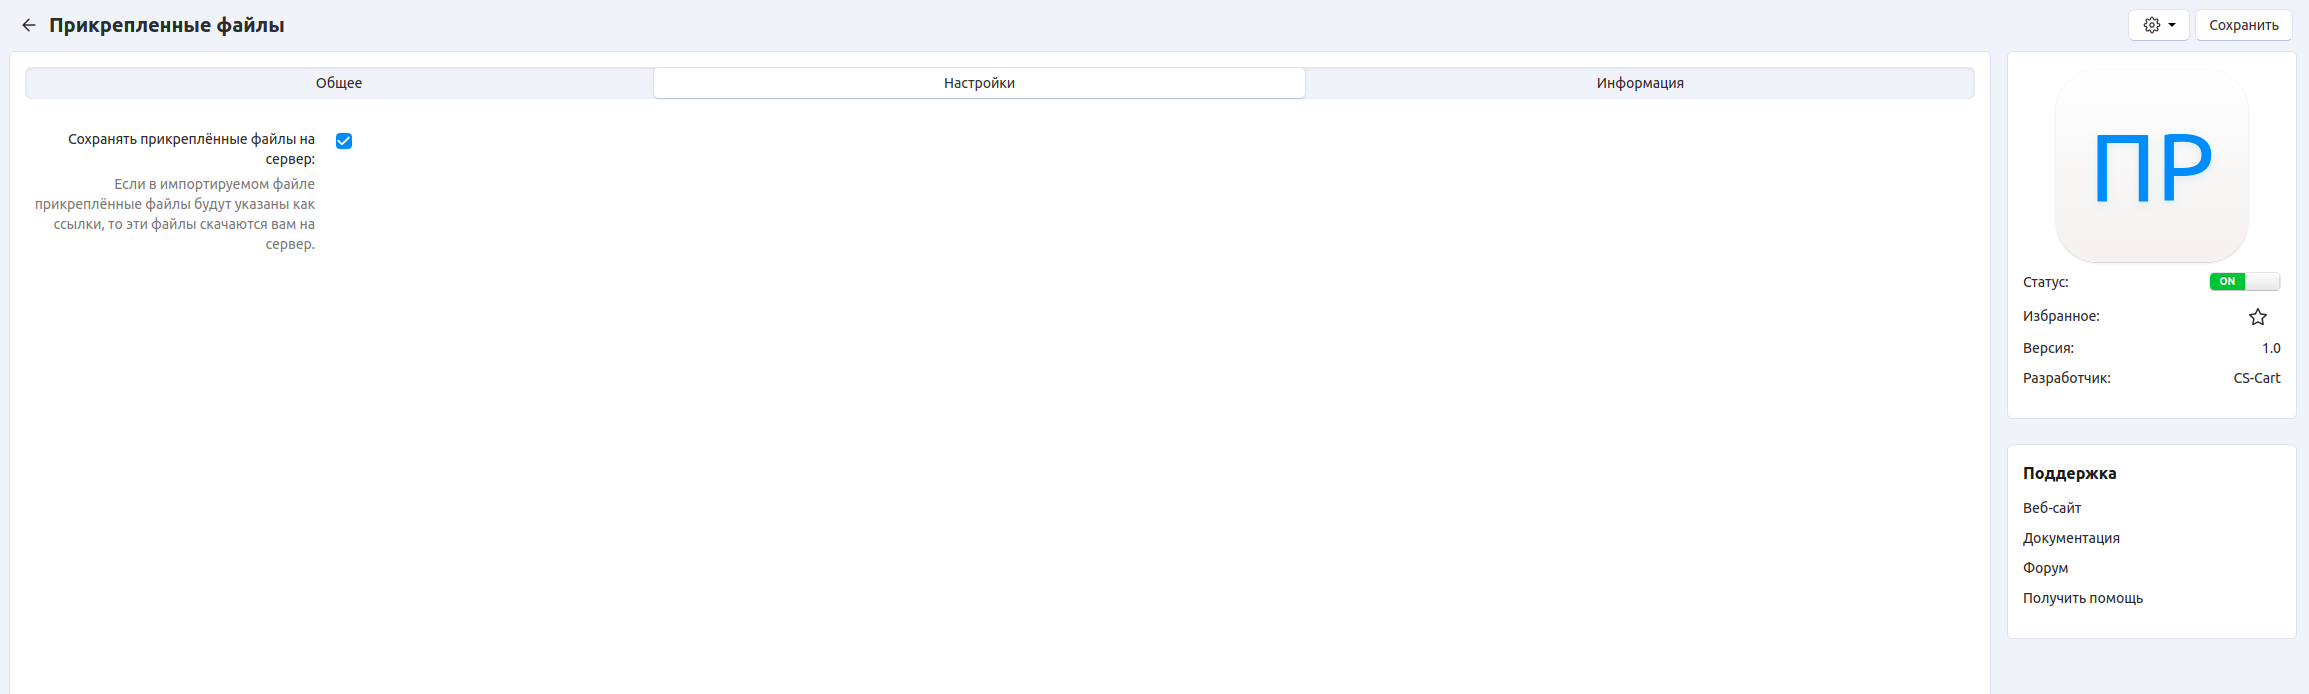 Прикрепленные файлы
Сохранить
Общее
Настройки
Информация
Сохранять прикреплённые файлы на
сервер:
Если в импортируемом файле
прикреплённые файлы будут указаны как
ссылки, то эти файлы скачаются вам на
сервер.
ПР
Статус:
ON
Избранное:
Версия:
1.0
Разработчик:
CS-Cart
Поддержка
Веб-сайт
Документация
Форум
Получить помощь